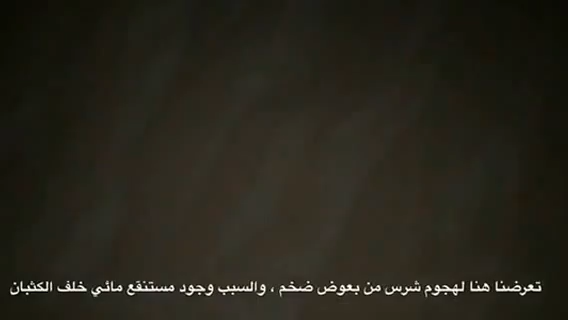 تعرضنا هنا لهجوم شرس من بعوض ضخم ، والسبب وجود مستنقع مائي خلف الكثبان